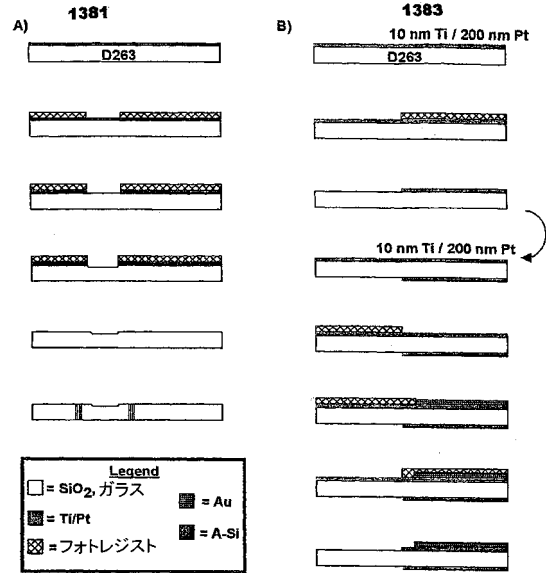 1381
A)
D263
1383
B)
10 nm Ti / 200 nm Pt
D263
10 nm Ti / 200 nm Pt
Legend
= SiO2,ガラス
= Ti/Pt
= フォトレジスト
= Au
= A-Si